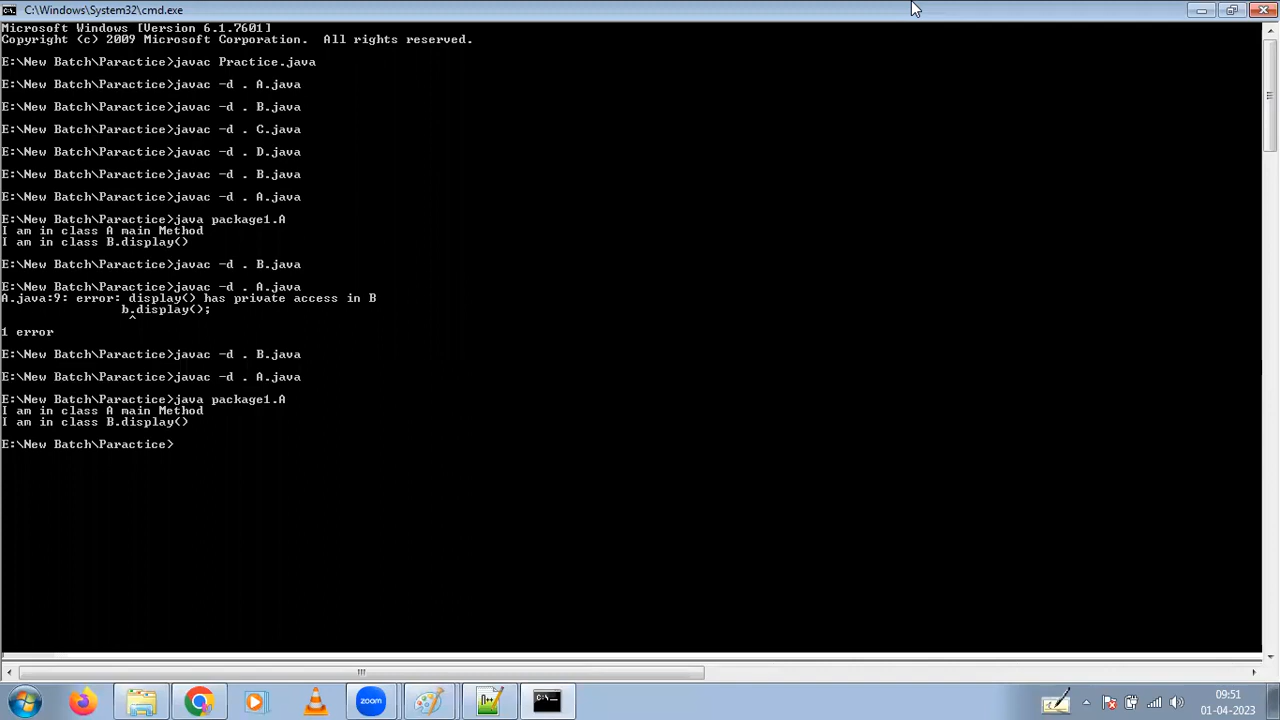 C:\Windows\System32\cmd.exe
Microsoft Windows [Version 6.1.7601]
Copyright (c) 2009 Microsoft Corporation.  All rights reserved.
E:\New Batch\Paractice>javac Practice.java
E:\New Batch\Paractice>javac -d . A.java
E:\New Batch\Paractice>javac -d . B.java
E:\New Batch\Paractice>javac -d . C.java
E:\New Batch\Paractice>javac -d . D.java
E:\New Batch\Paractice>javac -d . B.java
E:\New Batch\Paractice>javac -d . A.java
E:\New Batch\Paractice>java package1.A
I am in class A main Method
I am in class B.display()
E:\New Batch\Paractice>javac -d . B.java
E:\New Batch\Paractice>javac -d . A.java
A.java:9: error: display() has private access in B
b.display();
^
1 error
E:\New Batch\Paractice>javac -d . B.java
E:\New Batch\Paractice>javac -d . A.java
E:\New Batch\Paractice>java package1.A
I am in class A main Method
I am in class B.display()
E:\New Batch\Paractice>
zoom
09:51
01-04-2023